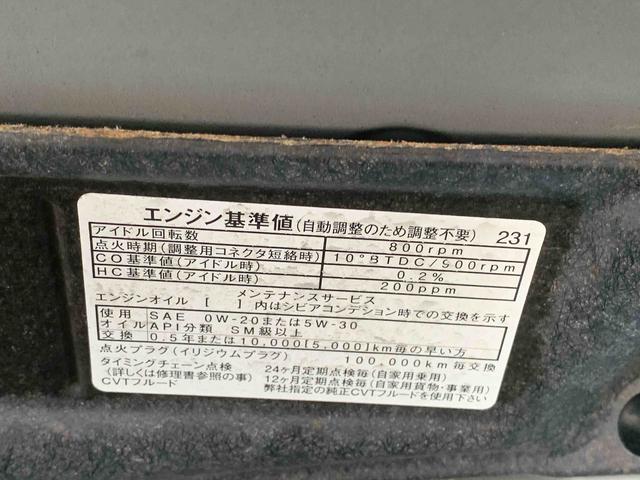 エンジン基準値(自動調整のため調整不要) 231
アイドル回転数 800rpm
点火時期(調整用コネクタ短絡時) 10°BTDC/900rpm
CO基準値(アイドル時) 0.2%
HC基準値(アイドル時) 200ppm
メンテナンスサービス
エンジンオイル [ ]内はシビアコンデション時での交換を示す
使用 SAE 0W-20または5W-30
オイル API分類 SM級以上
交換 0.5年または10,000[5,000]km毎の早い方
点火プラグ(イリジウムプラグ) 100,000km毎交換
タイミングチェーン点検 24ヶ月定期点検毎(自家用乗用)
(詳しくは修理書参照の事) 12ヶ月定期点検毎(自家用貨物・事業用)
CVTフルード 弊社指定の純正CVTフルードを使用下さい